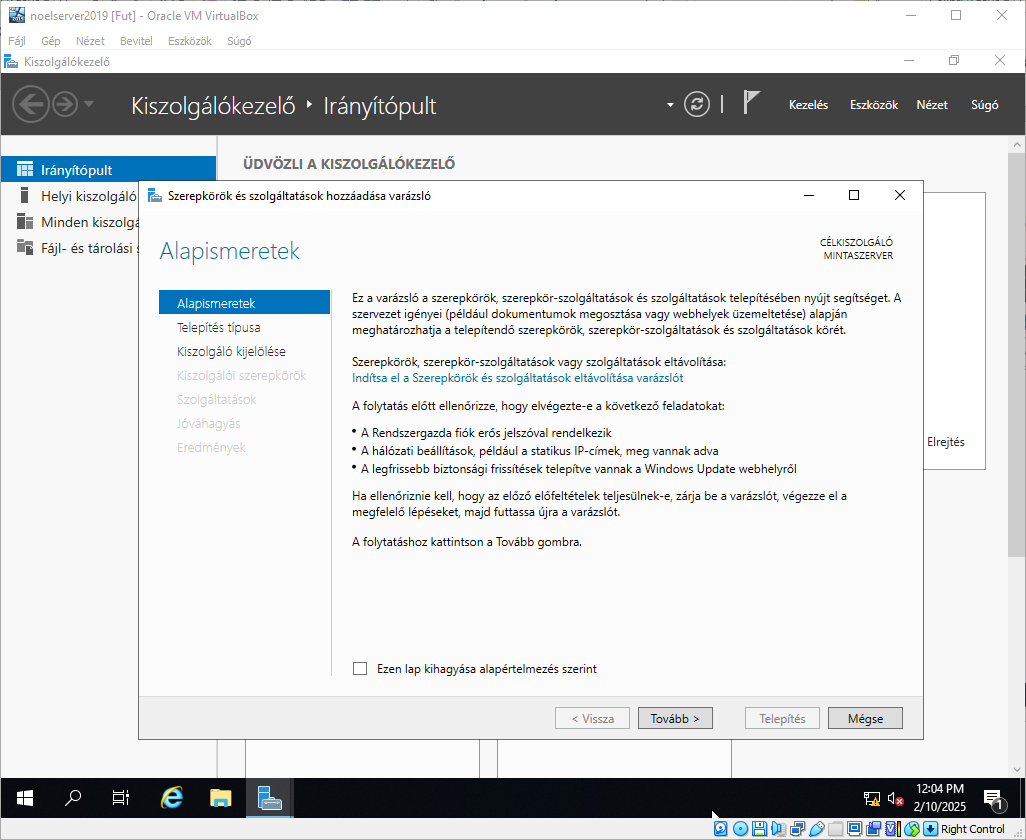 noelserver2019 [Fut] - Oracle VM VirtualBox
Fájl Gép Nézet Bevitel Eszközök Súgó
Kiszolgálókezelő
Kiszolgálókezelő Irányítópult
Kezelés Eszközök Nézet Súgó
Irányítópult
Helyi kiszolgáló
Minden kiszolgá
Fájl- és tárolási
ÜDVÖZLI A KISZOLGÁLÓKEZELŐ
Szerepkörök és szolgáltatások hozzáadása varázsló
Alapismeretek
CÉLKISZOLGÁLÓ
MINTASZERVER
Alapismeretek
Telepítés típusa
Kiszolgáló kijelölése
Kiszolgálói szerepkörök
Szolgáltatások
Jóváhagyás
Eredmények
Ez a varázsló a szerepkörök, szerepkör-szolgáltatások és szolgáltatások telepítésében nyújt segítséget. A
szervezet igényei (például dokumentumok megosztása vagy webhelyek üzemeltetése) alapján
meghatározhatja a telepítendő szerepkörök, szerepkör-szolgáltatások és szolgáltatások körét.
Szerepkörök, szerepkör-szolgáltatások vagy szolgáltatások eltávolítása:
Indítsa el a Szerepkörök és szolgáltatások eltávolítása varázslót
A folytatás előtt ellenőrizze, hogy elvégezte-e a következő feladatokat:
• A Rendszergazda fiók erős jelszóval rendelkezik
• A hálózati beállítások, például a statikus IP-címek, meg vannak adva
• A legfrissebb biztonsági frissítések telepítve vannak a Windows Update webhelyről
Ha ellenőriznie kell, hogy az előző előfeltételek teljesülnek-e, zárja be a varázslót, végezze el a
megfelelő lépéseket, majd futtassa újra a varázslót.
A folytatáshoz kattintson a Tovább gombra.
Ezen lap kihagyása alapértelmezés szerint
< Vissza Tovább > Telepítés Mégse
Elrejtés
12:04 PM
2/10/2025
1
Right Control